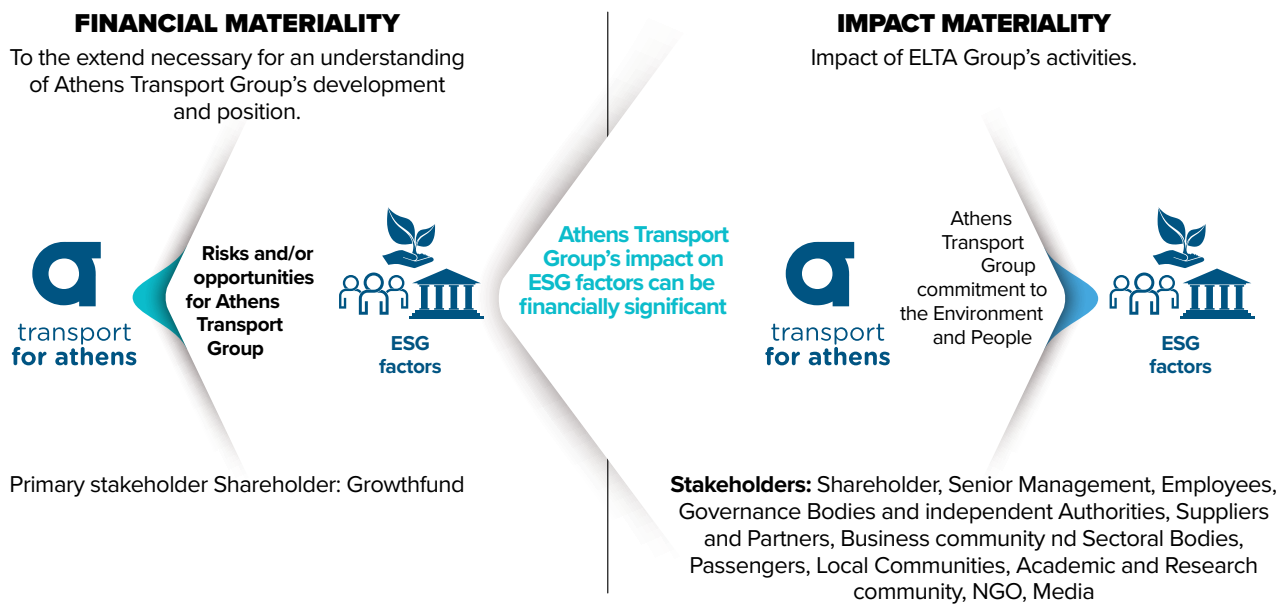 FINANCIAL MATERIALITY
To the extend necessary for an understanding
of Athens Transport Group’s development
and position.
transport
for athens
Risks and/or
opportunities
for Athens
Transport
Group
ESG
factors
Primary stakeholder Shareholder: Growthfund
Athens Transport
Group’s impact on
ESG factors can be
financially significant
IMPACT MATERIALITY
Impact of ELTA Group’s activities.
transport
for athens
Athens
Transport
Group
commitment to
the Environment
and People
ESG
factors
Stakeholders: Shareholder, Senior Management, Employees,
Governance Bodies and independent Authorities, Suppliers
and Partners, Business community nd Sectoral Bodies,
Passengers, Local Communities, Academic and Research
community, NGO, Media